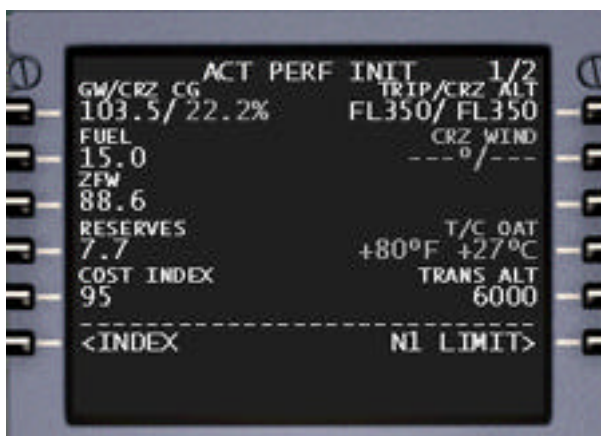 ACT PERF INIT 1/2
GW/CRZ CG TRIP/CRZ ALT
103.5/22.2% FL350/FL350
FUEL CRZ WIND
15.0 ---º/---
ZFW
88.6
RESERVES T/C OAT
7.7 +80ºF +27ºC
COST INDEX TRANS ALT
95 6000
--------------------------------
<INDEX N1 LIMIT>